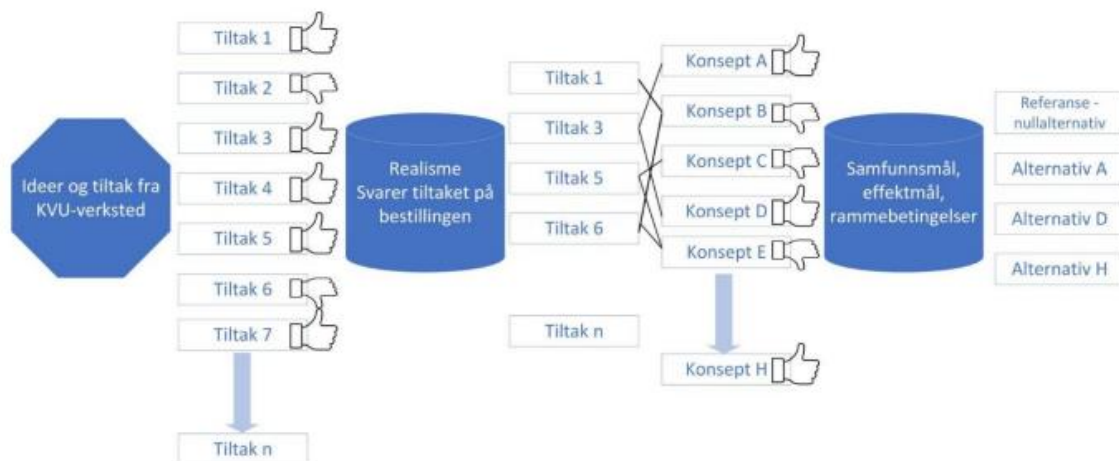 Ideer og tiltak fra
KVU-verksted
Tiltak 1
Tiltak 2
Tiltak 3
Tiltak 4
Tiltak 5
Tiltak 6
Tiltak 7
Tiltak n
Realisme
Svarer tiltaket på
bestillingen
Tiltak 1
Tiltak 3
Tiltak 5
Tiltak 6
Tiltak n
Konsept A
Konsept B
Konsept C
Konsept D
Konsept E
Konsept H
Samfunnsmål,
effektmål,
rammebetingelser
Referanse -
nullalternativ
Alternativ A
Alternativ D
Alternativ H